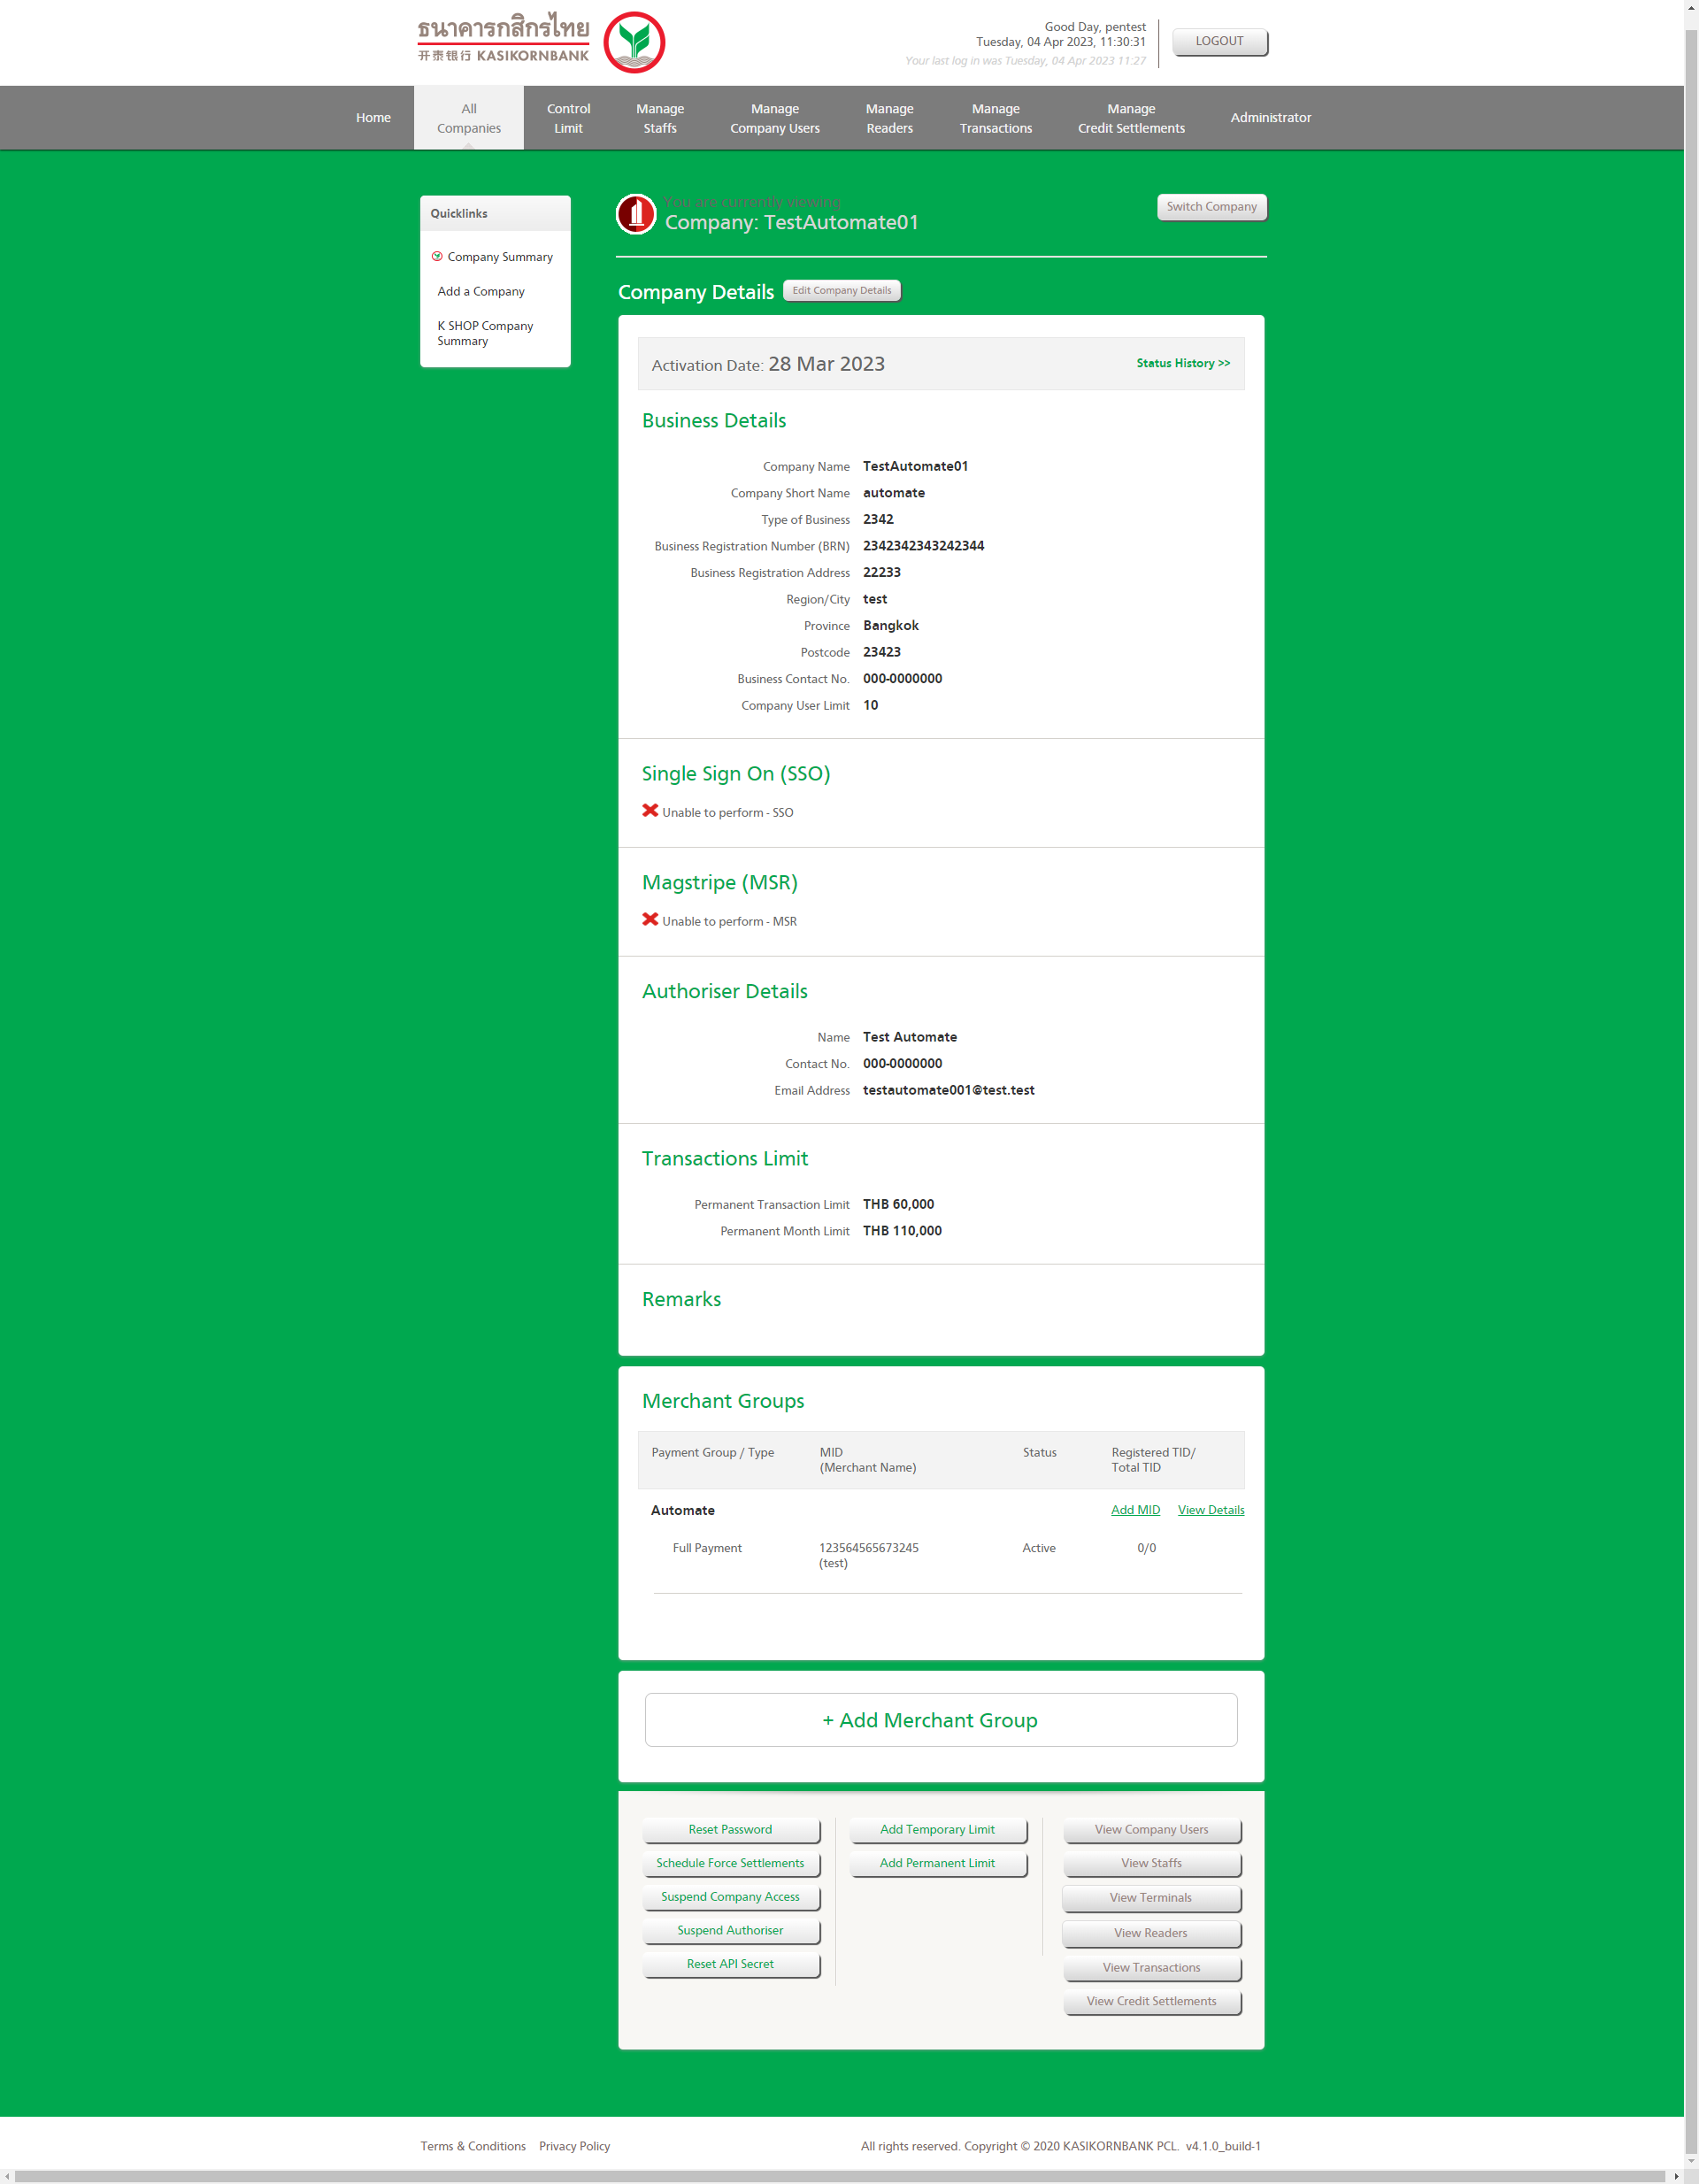 ธนาคารกสิกรไทย
开泰银行 KASIKORNBANK
Good Day, pentest
Tuesday, 04 Apr 2023, 11:30:31
Your last log in was Tuesday, 04 Apr 2023 11:27
LOGOUT
Home
All
Companies
Control
Limit
Manage
Staffs
Manage
Company Users
Manage
Readers
Manage
Transactions
Manage
Credit Settlements
Administrator
Quicklinks
Company Summary
Add a Company
K SHOP Company
Summary
You are currently viewing
Company: TestAutomate01
Switch Company
Company Details
Edit Company Details
Activation Date: 28 Mar 2023
Status History >>
Business Details
Company Name TestAutomate01
Company Short Name automate
Type of Business 2342
Business Registration Number (BRN) 2342342343242344
Business Registration Address 22233
Region/City test
Province Bangkok
Postcode 23423
Business Contact No. 000-0000000
Company User Limit 10
Single Sign On (SSO)
Unable to perform - SSO
Magstripe (MSR)
Unable to perform - MSR
Authoriser Details
Name Test Automate
Contact No. 000-0000000
Email Address testautomate001@test.test
Transactions Limit
Permanent Transaction Limit THB 60,000
Permanent Month Limit THB 110,000
Remarks
Merchant Groups
Payment Group / Type
MID
(Merchant Name)
Status
Registered TID/
Total TID
Automate
Add MID
View Details
Full Payment
123564565673245
(test)
Active
0/0
+ Add Merchant Group
Reset Password
Schedule Force Settlements
Suspend Company Access
Suspend Authoriser
Reset API Secret
Add Temporary Limit
Add Permanent Limit
View Company Users
View Staffs
View Terminals
View Readers
View Transactions
View Credit Settlements
Terms & Conditions
Privacy Policy
All rights reserved. Copyright © 2020 KASIKORNBANK PCL. v4.1.0_build-1